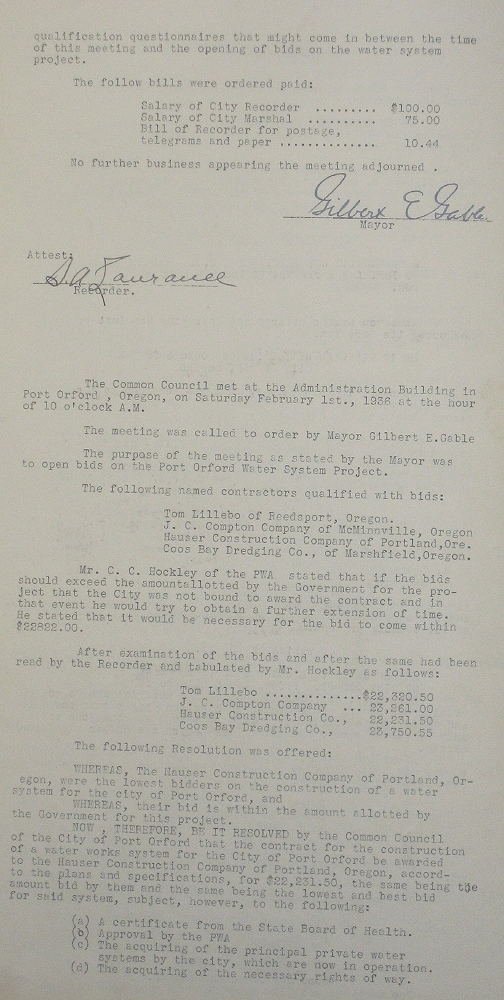 qualification questionnaires that might come in between the time
of this meeting and the opening of bids on the water system
project.
The follow bills were ordered paid:
Salary of City Recorder ......... $100.00
Salary of City Marshal ......... 75.00
Bill of Recorder for postage,
telegrams and paper ............. 10.44
No further business appearing the meeting adjourned .
Gilbert E Gable
Mayor
Attest:
Recorder.
The Common Council met at the Administration Building in
Port Orford , Oregon, on Saturday February 1st., 1936 at the hour
of 10 o'clock A.M.
The meeting was called to order by Mayor Gilbert E.Gable
The purpose of the meeting as stated by the Mayor was
to open bids on the Port Orford Water System Project.
The following named contractors qualified with bids:
Tom Lillebo of Reedsport, Oregon.
J. C. Compton Company of McMinnville, Oregon
Hauser Construction Company of Portland,Ore.
Coos Bay Dredging Co., of Marshfield,Oregon.
Mr. C. C. Hockley of the PWA stated that if the bids
should exceed the amountallotted by the Government for the pro-
ject that the City was not bound to award the contract and in
that event he would try to obtain a further extension of time.
He stated that it would be necessary for the bid to come within
$22822.00.
After examination of the bids and after the same had been
read by the Recorder and tabulated by Mr. Hockley as follows:
Tom Lillebo ..............$22,320.50
J. C. Compton Company ... 23,261.00
Hauser Construction Co., 22,231.50
Coos Bay Dredging Co., 23,750.55
The following Resolution was offered:
WHEREAS, The Hauser Construction Company of Portland, Or-
egon, were the lowest bidders on the construction of a water
system for the city of Port Orford, and
WHEREAS, their bid is within the amount allotted by
the Government for this project.
NOW , THEREFORE, BE IT RESOLVED by the Common Council
of the City of Port Orford that the contract for the construction
of a water works system for the City of Port Orford be awarded
to the Hauser Construction Company of Portland, Oregon, accord-
to the plans and specifications, for $22,231.50, the same being the
amount bid by them and the same being the lowest and best bid
for said system, subject, however, to the following:
(a) A certificate from the State Board of Health.
(b) Approval by the PWA
(c) The acquiring of the principal private water
systems by the city, which are now in operation.
(d) The acquiring of the necessary rights of way.